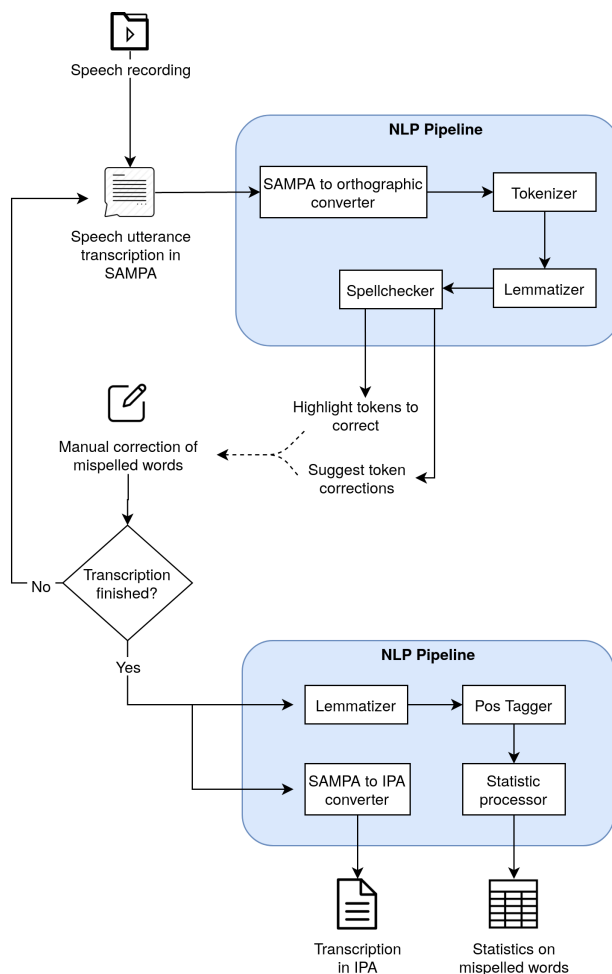 Speech recording
NLP Pipeline
SAMPA to orthographic
converter
Tokenizer
Speech utterance
transcription in
SAMPA
Spellchecker
Lemmatizer
Highlight tokens to
correct
Manual correction of
mispelled words
Suggest token
corrections
Transcription
finished?
No
Yes
NLP Pipeline
Lemmatizer
Pos Tagger
SAMPA to IPA
converter
Statistic
processor
Transcription
in IPA
Statistics on
mispelled words